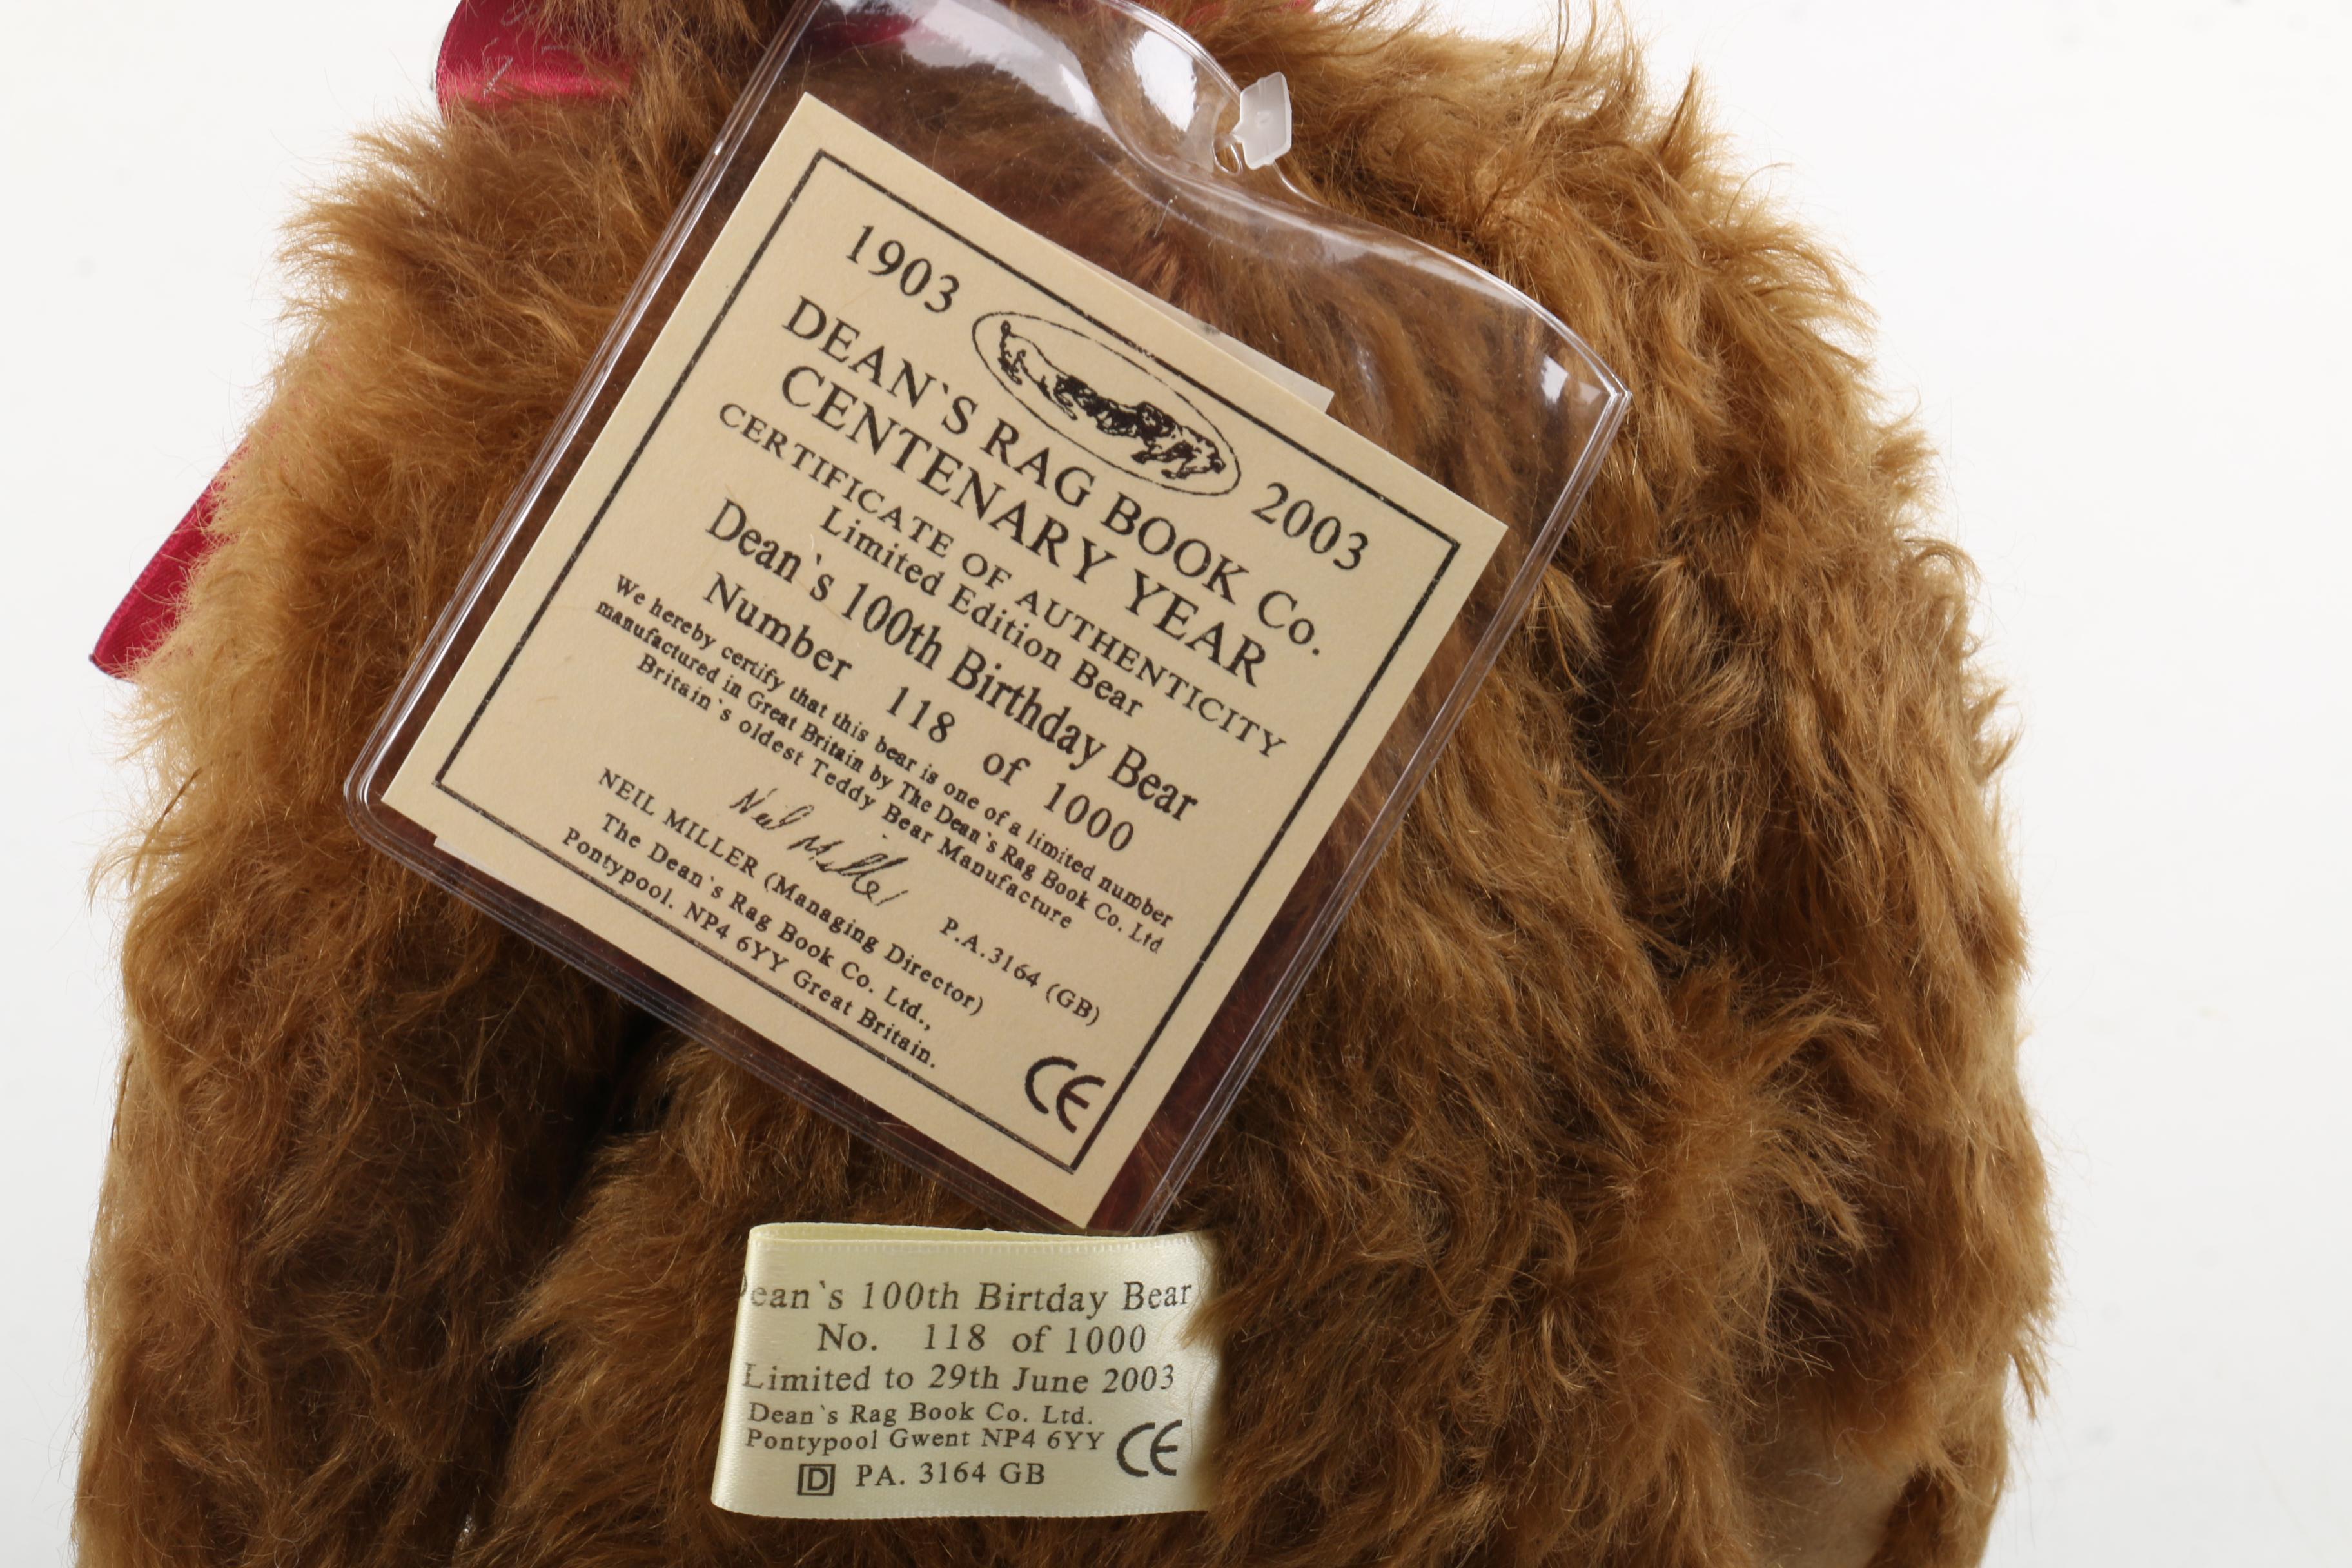 1903 2003
DEAN`S RAG BOOK Co.
CENTENARY YEAR
CERTIFICATE OF AUTHENTICITY
Limited Edition Bear
Dean`s 100th Birthday Bear
Number 118 of 1000
We hereby certify that this bear is one of a limited number
manufactured in Great Britain by The Dean`s Rag Book Co. Ltd
Britain`s oldest Teddy Bear Manufacture
Neil Miller
P.A.3164 (GB)
NEIL MILLER (Managing Director)
The Dean`s Rag Book Co. Ltd.,
Pontypool. NP4 6YY Great Britain.
CE
Dean`s 100th Birtday Bear
No. 118 of 1000
Limited to 29th June 2003
Dean`s Rag Book Co. Ltd.
Pontypool Gwent NP4 6YY CE
D PA. 3164 GB